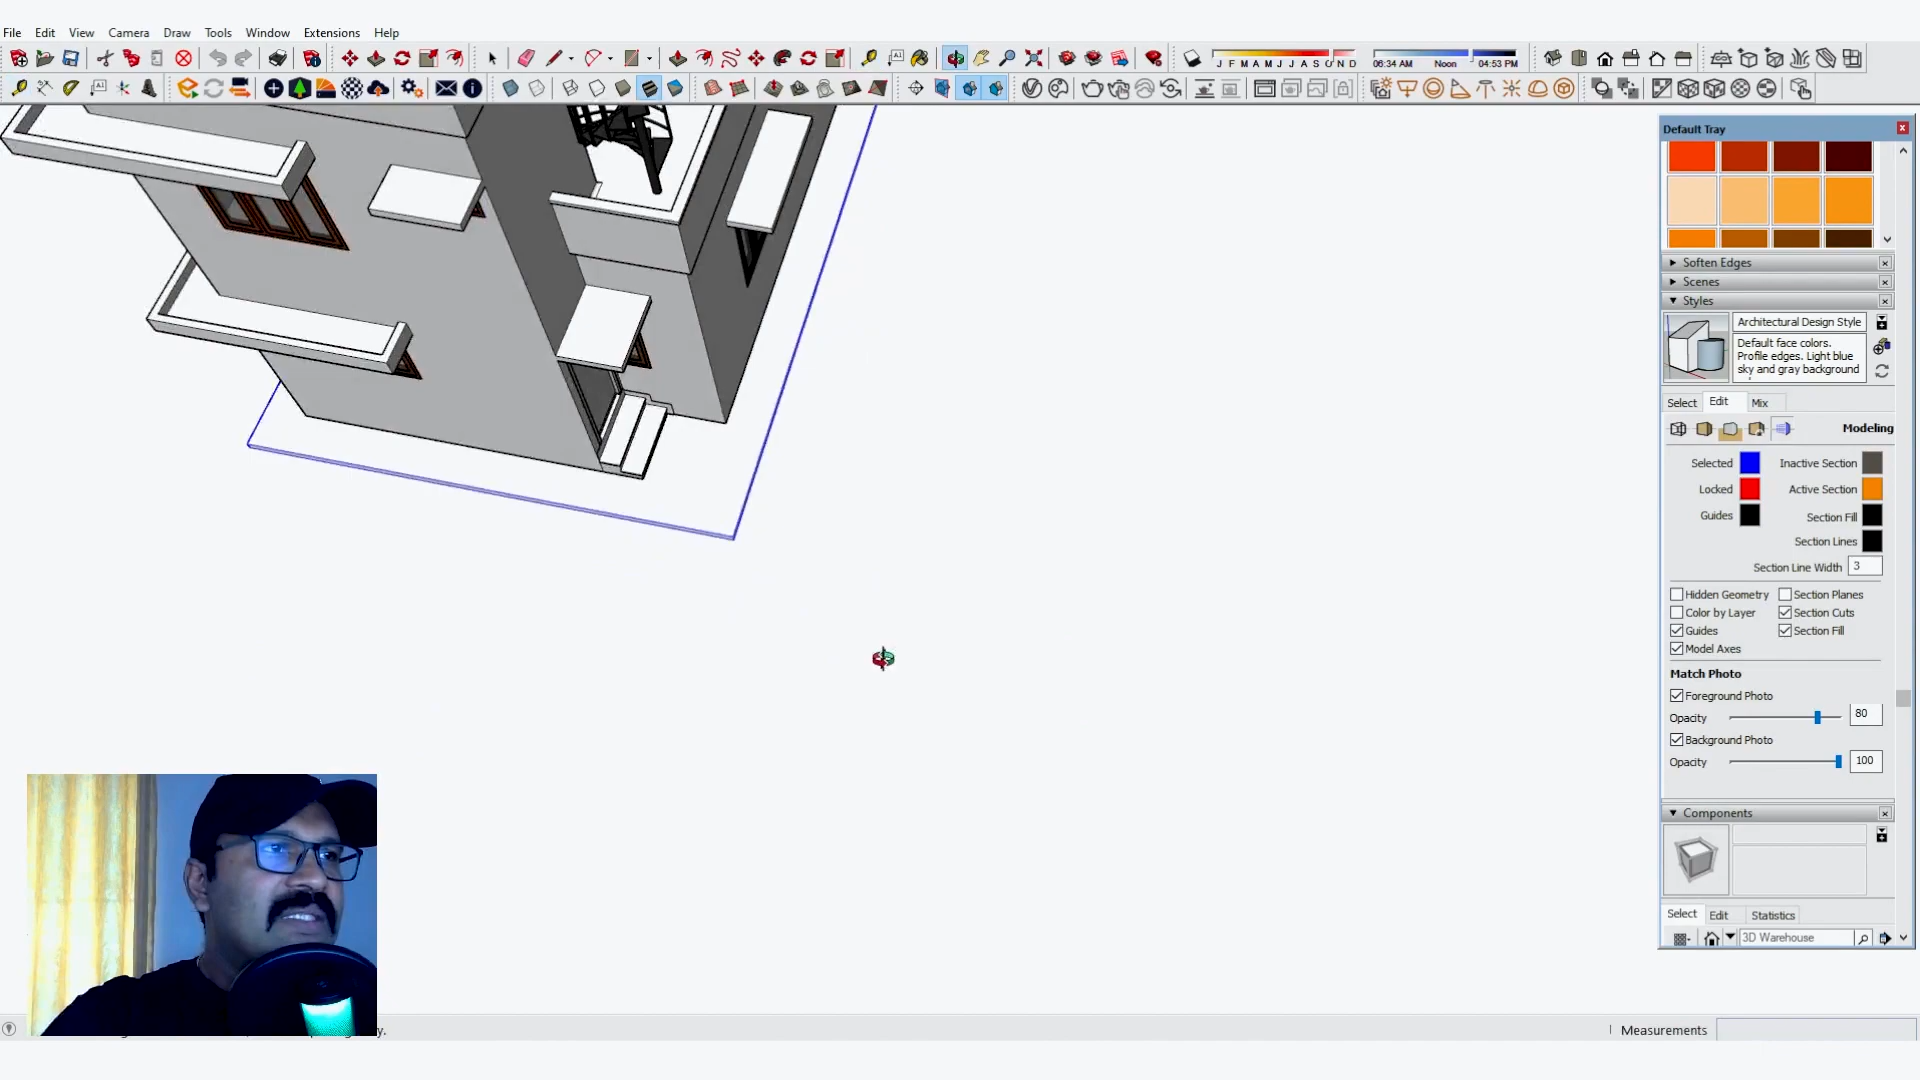 File Edit View Camera Draw Tools Window Extensions Help
J F M A M J J A S O N D 06:34 AM Noon 04:53 PM
Default Tray
Soften Edges
Scenes
Styles
Architectural Design Style
Default face colors.
Profile edges. Light blue
sky and gray background
Select Edit Mix
Modeling
Selected Inactive Section
Locked Active Section
Guides Section Fill
Section Lines
Section Line Width 3
Hidden Geometry Section Planes
Color by Layer Section Cuts
Guides Section Fill
Model Axes
Match Photo
Foreground Photo
Opacity 80
Background Photo
Opacity 100
Components
Select Edit Statistics
3D Warehouse
Measurements